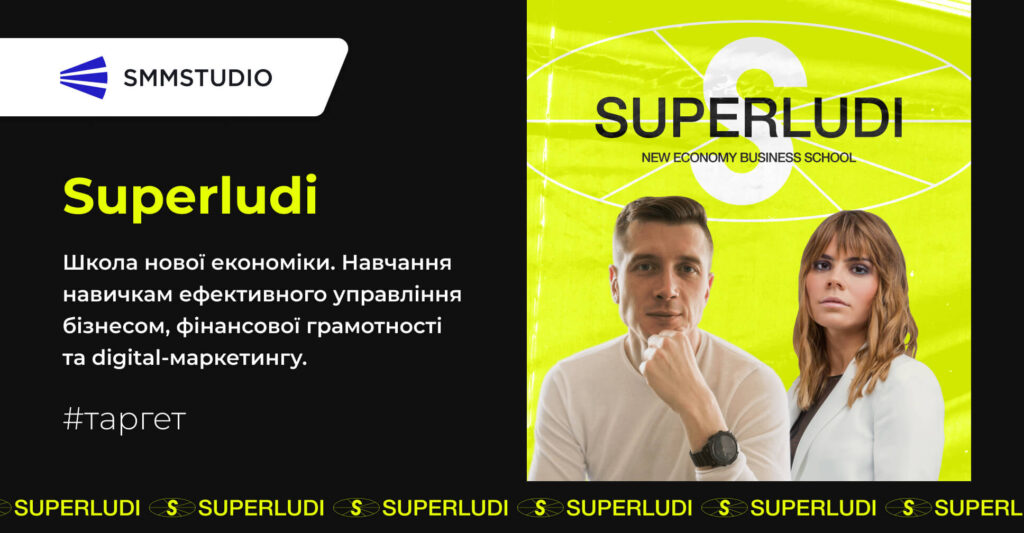 SMMSTUDIO
Superludi
Школа нової економіки. Навчання
навичкам ефективного управління
бізнесом, фінансової грамотності
та digital-маркетингу.
#таргет
S
SUPERLUDI
NEW ECONOMY BUSINESS SCHOOL
SUPERLUDI S SUPERLUDI S SUPERLUDI S SUPERLUDI S SUPERLUDI S SUPERL